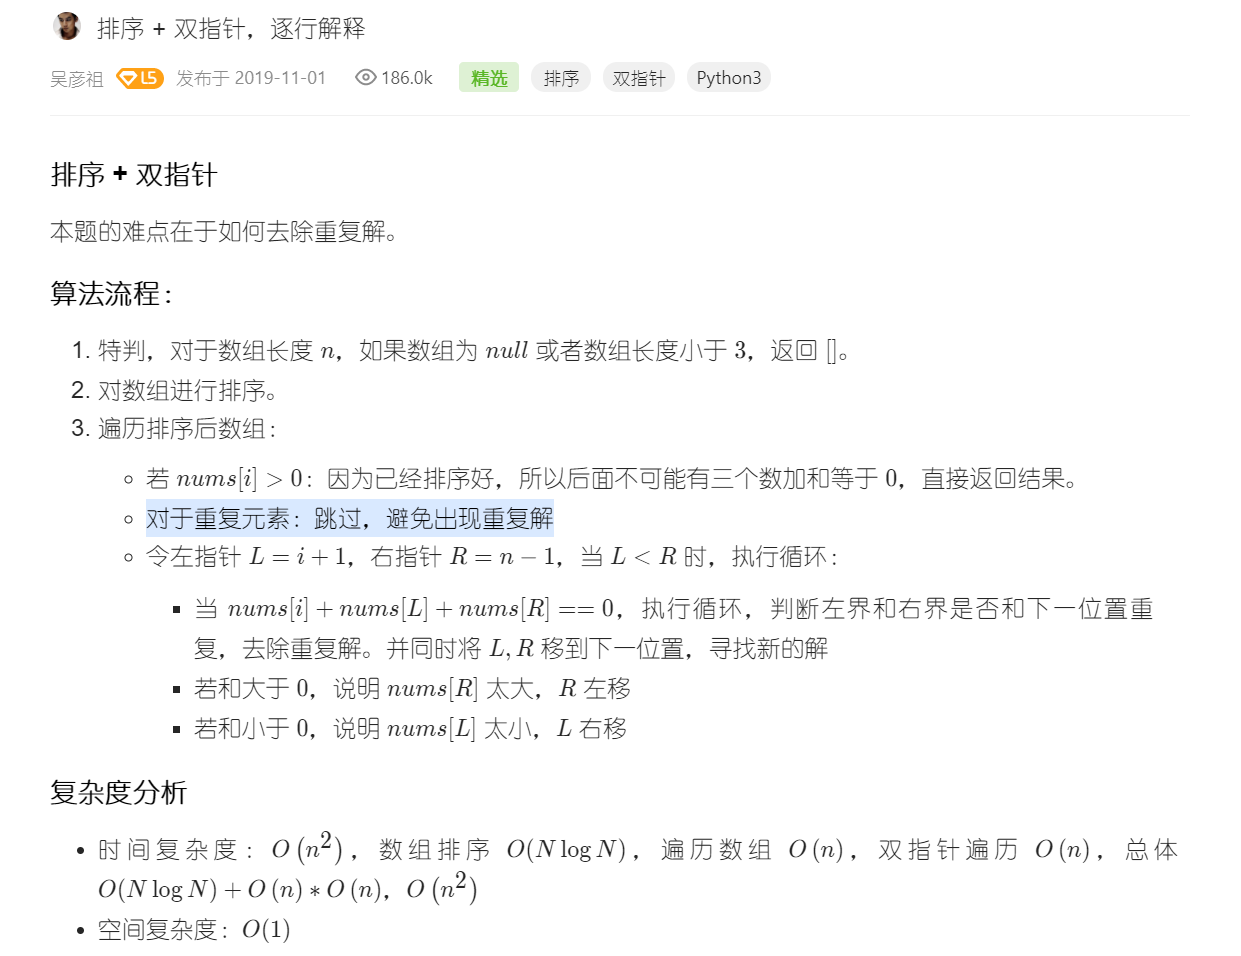 排序 + 双指针，逐行解释
吴彦祖 L5 发布于 2019-11-01 186.0k 精选 排序 双指针 Python3
排序 + 双指针
本题的难点在于如何去除重复解。
算法流程：
1. 特判，对于数组长度 n，如果数组为 null 或者数组长度小于 3，返回 []。
2. 对数组进行排序。
3. 遍历排序后数组：
若 nums[i] > 0：因为已经排序好，所以后面不可能有三个数加和等于 0，直接返回结果。
对于重复元素：跳过，避免出现重复解
令左指针 L = i + 1，右指针 R = n − 1，当 L < R 时，执行循环：
当 nums[i] + nums[L] + nums[R] == 0，执行循环，判断左界和右界是否和下一位置重
复，去除重复解。并同时将 L, R 移到下一位置，寻找新的解
若和大于 0，说明 nums[R] 太大，R 左移
若和小于 0，说明 nums[L] 太小，L 右移
复杂度分析
时间复杂度：O(n²)，数组排序 O(N log N)，遍历数组 O(n)，双指针遍历 O(n)，总体
O(N log N) + O(n) ∗ O(n)，O(n²)
空间复杂度：O(1)